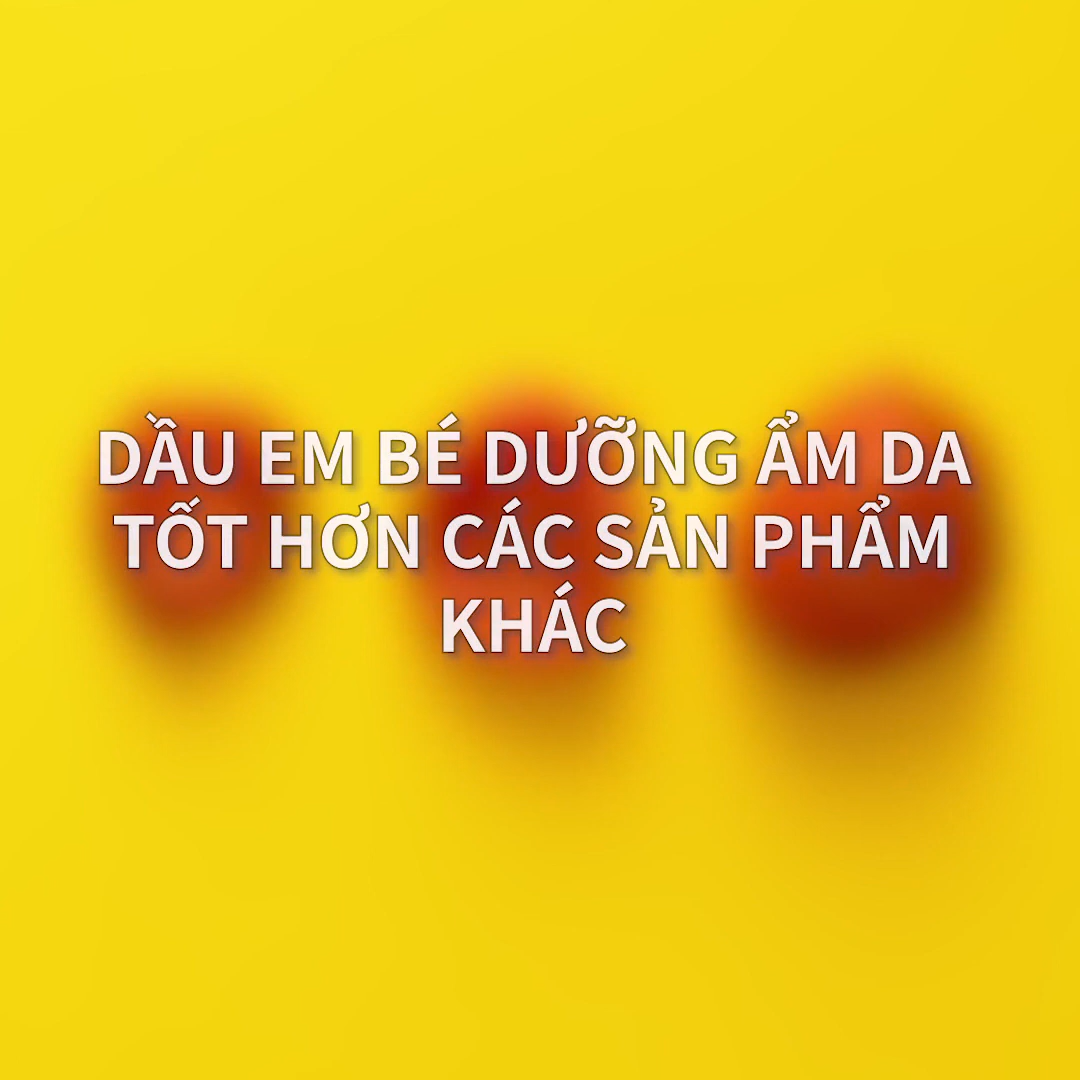 DẦU EM BÉ DƯỠNG ẨM DA
TỐT HƠN CÁC SẢN PHẨM
KHÁC